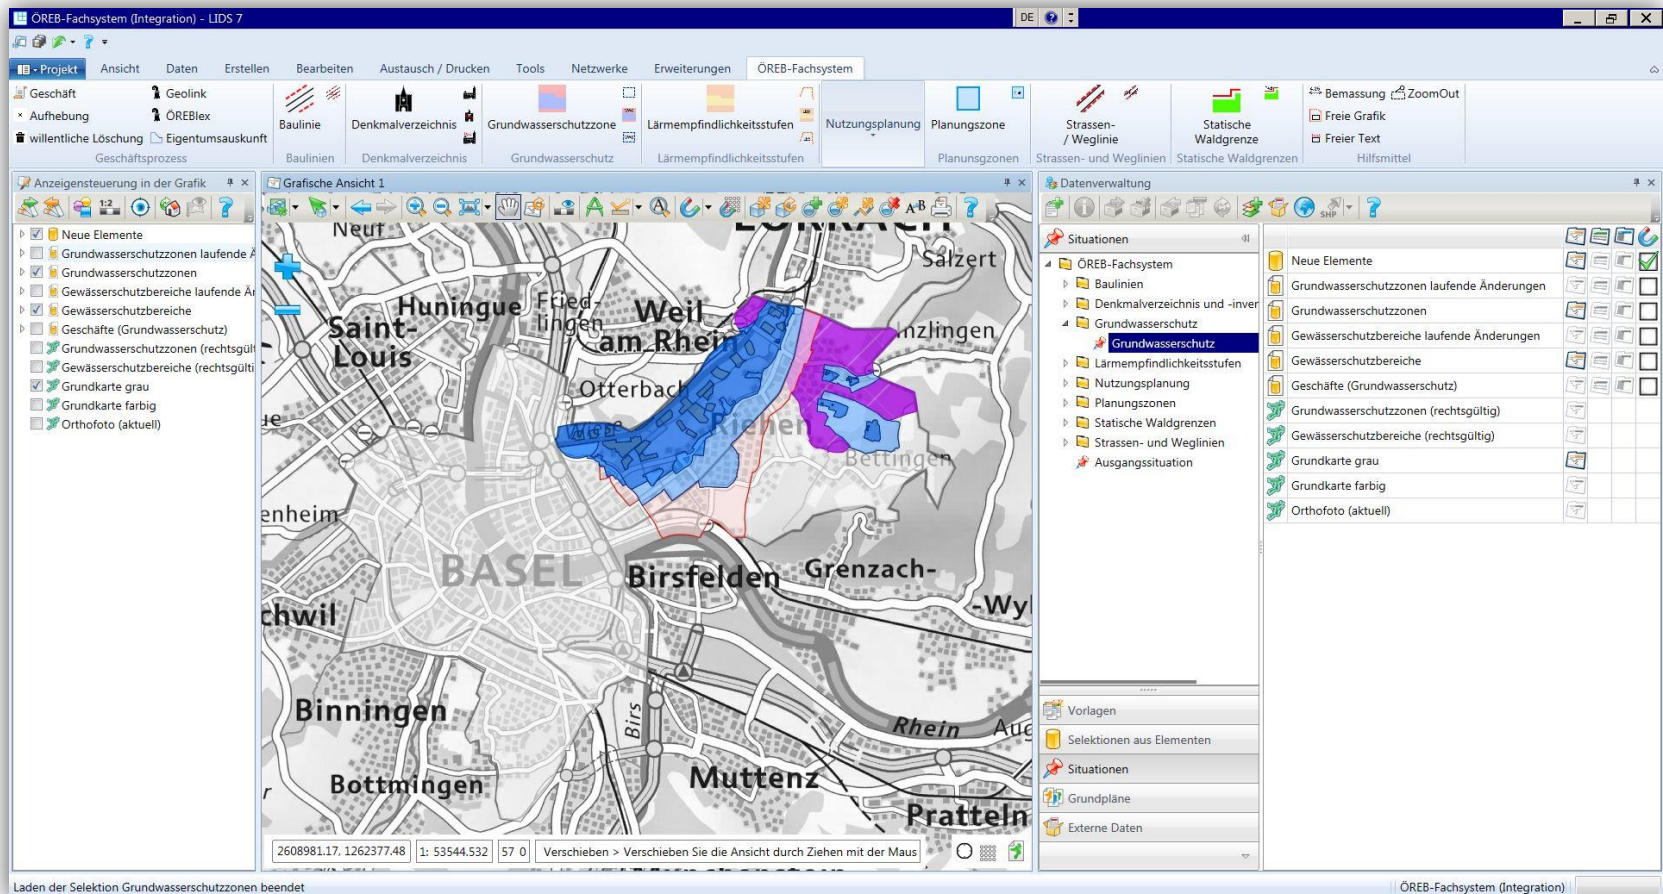 ÖREB-Fachsystem (Integration) - LIDS 7
DE
Projekt Ansicht Daten Erstellen Bearbeiten Austausch / Drucken Tools Netzwerke Erweiterungen ÖREB-Fachsystem
Geschäft Geolink
Aufhebung ÖREBlex
willentliche Löschung Eigentumsauskunft
Geschäftsprozess
Baulinie
Baulinien
Denkmalverzeichnis
Denkmalverzeichnis
Grundwasserschutzzone
Grundwasserschutz
Lärmempfindlichkeitsstufen
Lärmempfindlichkeitsstufen
Nutzungsplanung
Planungszone
Planunsgzonen
Strassen-
/ Weglinie
Strassen- und Weglinien
Statische
Waldgrenze
Statische Waldgrenzen
Bemassung ZoomOut
Freie Grafik
Freier Text
Hilfsmittel
Anzeigensteuerung in der Grafik
1:2
Neue Elemente
Grundwasserschutzzonen laufende Ä
Grundwasserschutzzonen
Gewässerschutzbereiche laufende Är
Gewässerschutzbereiche
Geschäfte (Grundwasserschutz)
Grundwasserschutzzonen (rechtsgült
Gewässerschutzbereiche (rechtsgülti
Grundkarte grau
Grundkarte farbig
Orthofoto (aktuell)
Grafische Ansicht 1
LÖRRACH
Neuf
Salzert
Huningue
Fried-
lingen
Weil
am Rhein
Inzlingen
Saint-
Louis
Otterbach
Wiese
Riehen
Bettingen
enheim
BASEL
Birsfelden
Grenzach-
-Wyl
chwil
Binningen
Birs
Rhein
Aug
Bottmingen
Muttenz
Pratteln
2608981.17, 1262377.48 1: 53544.532 57 0 Verschieben > Verschieben Sie die Ansicht durch Ziehen mit der Maus
Datenverwaltung
SHP
Situationen
ÖREB-Fachsystem
Baulinien
Denkmalverzeichnis und -inver
Grundwasserschutz
Grundwasserschutz
Lärmempfindlichkeitsstufen
Nutzungsplanung
Planungszonen
Statische Waldgrenzen
Strassen- und Weglinien
Ausgangssituation
Vorlagen
Selektionen aus Elementen
Situationen
Grundpläne
Externe Daten
Neue Elemente
Grundwasserschutzzonen laufende Änderungen
Grundwasserschutzzonen
Gewässerschutzbereiche laufende Änderungen
Gewässerschutzbereiche
Geschäfte (Grundwasserschutz)
Grundwasserschutzzonen (rechtsgültig)
Gewässerschutzbereiche (rechtsgültig)
Grundkarte grau
Grundkarte farbig
Orthofoto (aktuell)
Laden der Selektion Grundwasserschutzzonen beendet
ÖREB-Fachsystem (Integration)